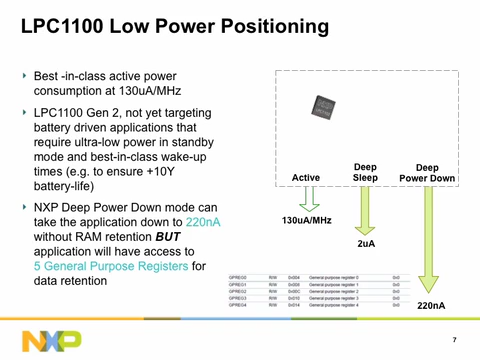 LPC1100 Low Power Positioning
Best -in-class active power
consumption at 130uA/MHz
LPC1100 Gen 2, not yet targeting
battery driven applications that
require ultra-low power in standby
mode and best-in-class wake-up
times (e.g. to ensure +10Y
battery-life)
NXP Deep Power Down mode can
take the application down to 220nA
without RAM retention BUT
application will have access to
5 General Purpose Registers for
data retention
Active
Deep
Sleep
Deep
Power Down
130uA/MHz
2uA
220nA
GPREG0 R/W 0x004 General purpose register 0 0x0
GPREG1 R/W 0x008 General purpose register 1 0x0
GPREG2 R/W 0x00C General purpose register 2 0x0
GPREG3 R/W 0x010 General purpose register 3 0x0
GPREG4 R/W 0x014 General purpose register 4 0x0
NXP
7